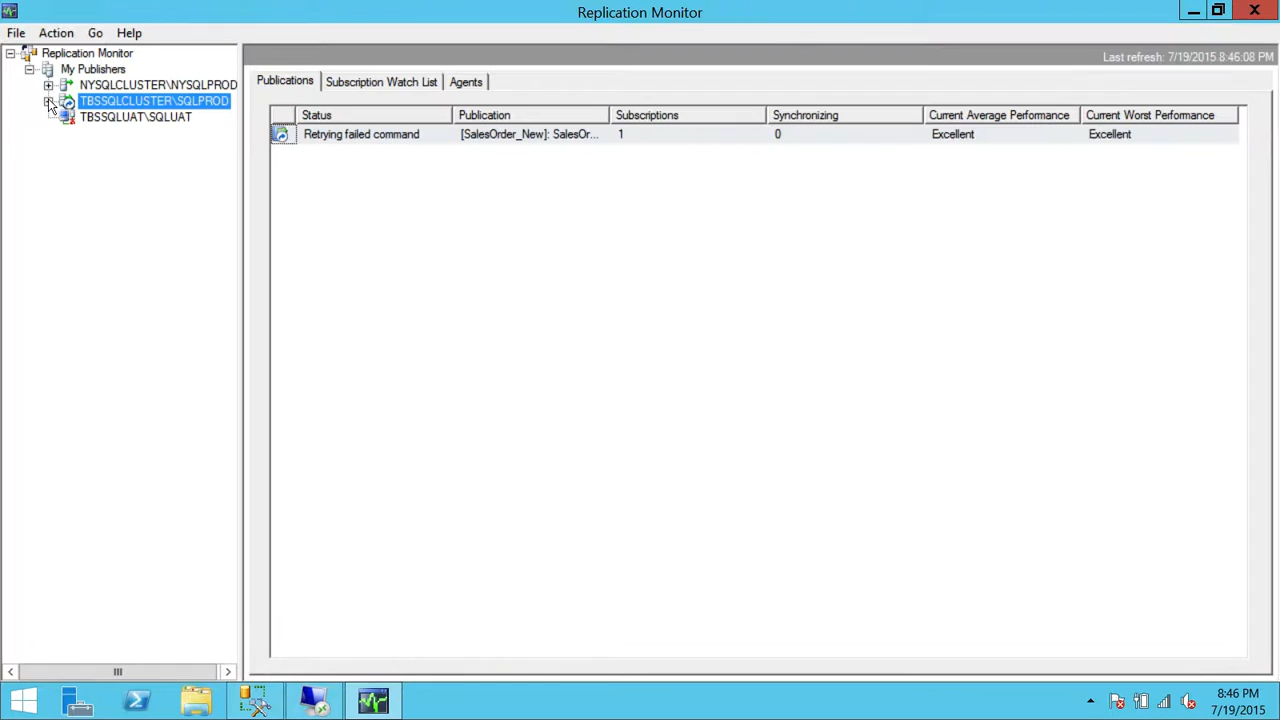 Replication Monitor
File Action Go Help
Replication Monitor
My Publishers
NYSQLCLUSTER\NYSQLPROD
TBSSQLCLUSTER\SQLPROD
TBSSQLUAT\SQLUAT
Last refresh: 7/19/2015 8:46:08 PM
Publications Subscription Watch List Agents
Status Publication Subscriptions Synchronizing Current Average Performance Current Worst Performance
Retrying failed command [SalesOrder_New]: SalesOr... 1 0 Excellent Excellent
8:46 PM
7/19/2015